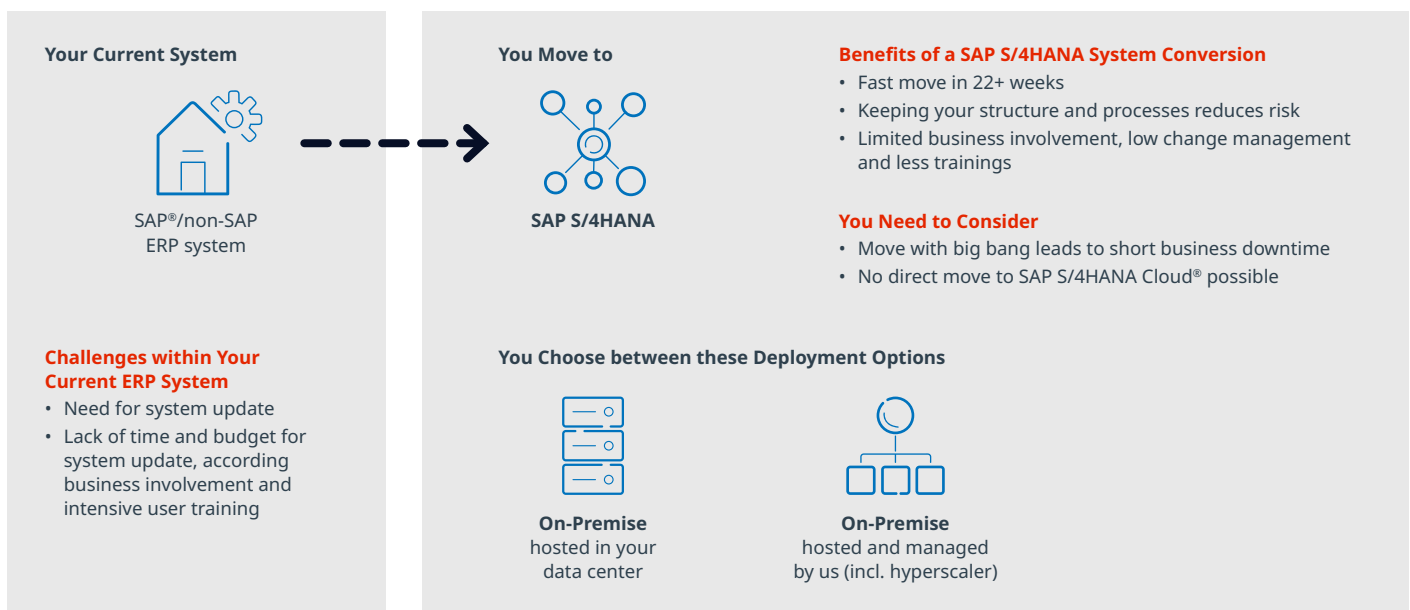 Your Current System
SAP®/non-SAP
ERP system
Challenges within Your
Current ERP System
• Need for system update
• Lack of time and budget for
system update, according
business involvement and
intensive user training
You Move to
SAP S/4HANA
Benefits of a SAP S/4HANA System Conversion
• Fast move in 22+ weeks
• Keeping your structure and processes reduces risk
• Limited business involvement, low change management
and less trainings
You Need to Consider
• Move with big bang leads to short business downtime
• No direct move to SAP S/4HANA Cloud® possible
You Choose between these Deployment Options
On-Premise
hosted in your
data center
On-Premise
hosted and managed
by us (incl. hyperscaler)